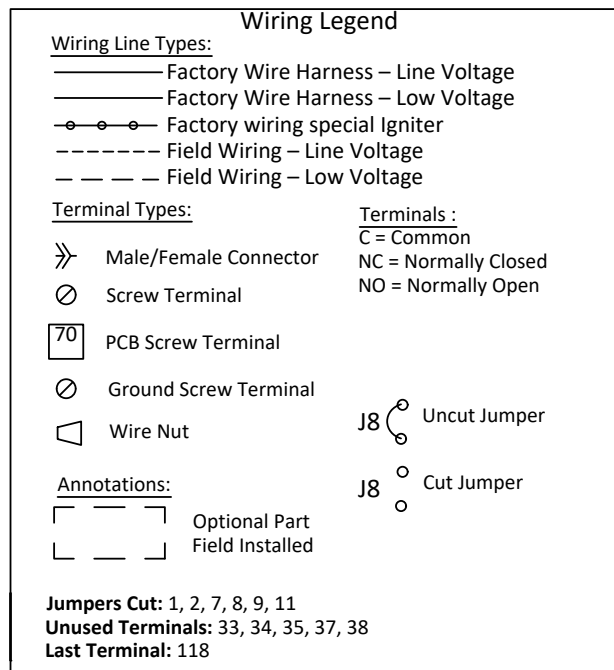 Wiring Legend
Wiring Line Types:
Factory Wire Harness – Line Voltage
Factory Wire Harness – Low Voltage
Factory wiring special Igniter
Field Wiring – Line Voltage
Field Wiring – Low Voltage
Terminal Types:
Male/Female Connector
Screw Terminal
70 PCB Screw Terminal
Ground Screw Terminal
Wire Nut
Terminals :
C = Common
NC = Normally Closed
NO = Normally Open
J8 Uncut Jumper
J8 Cut Jumper
Annotations:
Optional Part
Field Installed
Jumpers Cut: 1, 2, 7, 8, 9, 11
Unused Terminals: 33, 34, 35, 37, 38
Last Terminal: 118